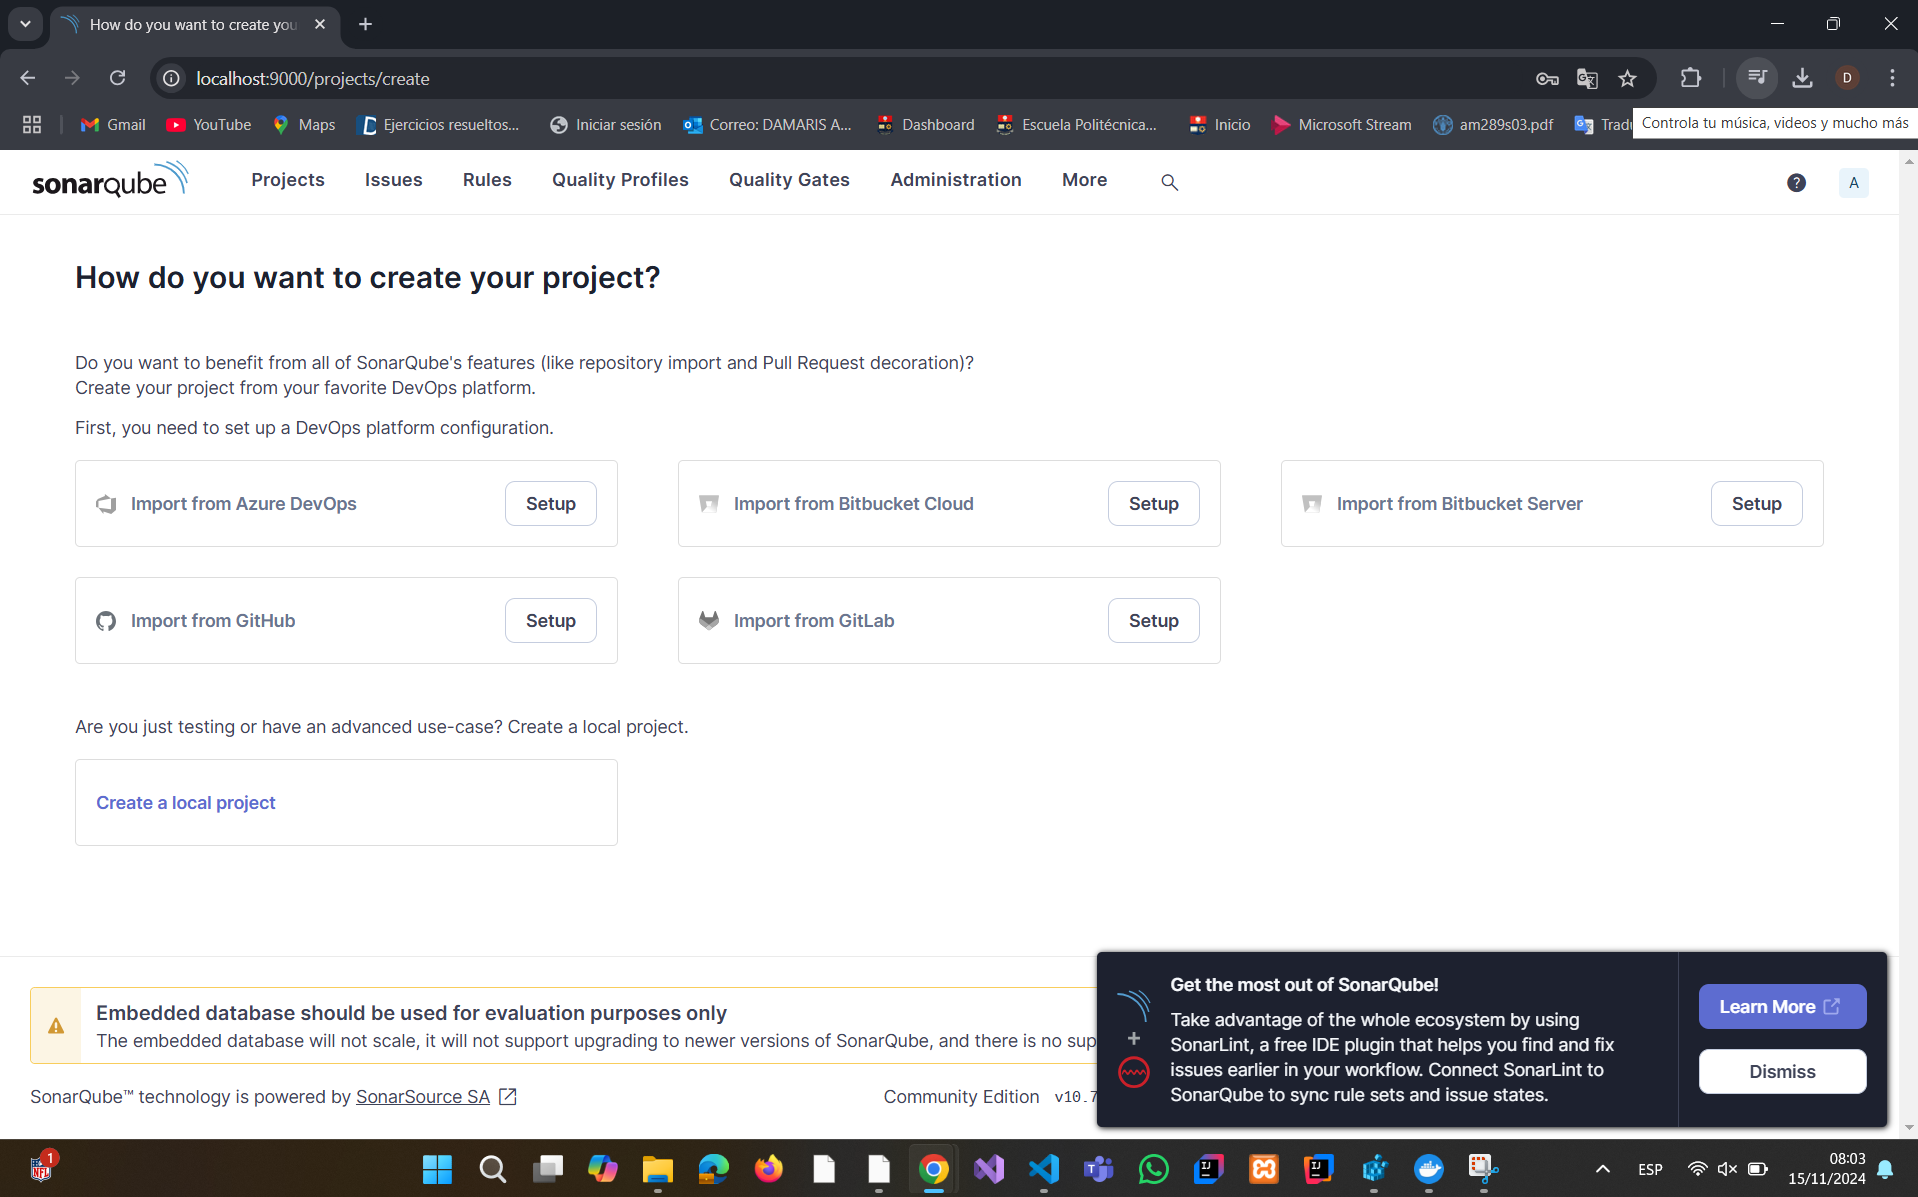 How do you want to create you
localhost:9000/projects/create
Gmail
YouTube
Maps
Ejercicios resueltos...
Iniciar sesión
Correo: DAMARIS A...
Dashboard
Escuela Politécnica...
Inicio
Microsoft Stream
am289s03.pdf
Tradu
Controla tu música, videos y mucho más
D
sonarqube
Projects
Issues
Rules
Quality Profiles
Quality Gates
Administration
More
?
A
How do you want to create your project?
Do you want to benefit from all of SonarQube's features (like repository import and Pull Request decoration)?
Create your project from your favorite DevOps platform.
First, you need to set up a DevOps platform configuration.
Import from Azure DevOps
Setup
Import from Bitbucket Cloud
Setup
Import from Bitbucket Server
Setup
Import from GitHub
Setup
Import from GitLab
Setup
Are you just testing or have an advanced use-case? Create a local project.
Create a local project
Embedded database should be used for evaluation purposes only
The embedded database will not scale, it will not support upgrading to newer versions of SonarQube, and there is no sup
SonarQube™ technology is powered by SonarSource SA
Community Edition
v10.7
Get the most out of SonarQube!
Take advantage of the whole ecosystem by using
SonarLint, a free IDE plugin that helps you find and fix
issues earlier in your workflow. Connect SonarLint to
SonarQube to sync rule sets and issue states.
Learn More
Dismiss
1
NFL
ESP
08:03
15/11/2024